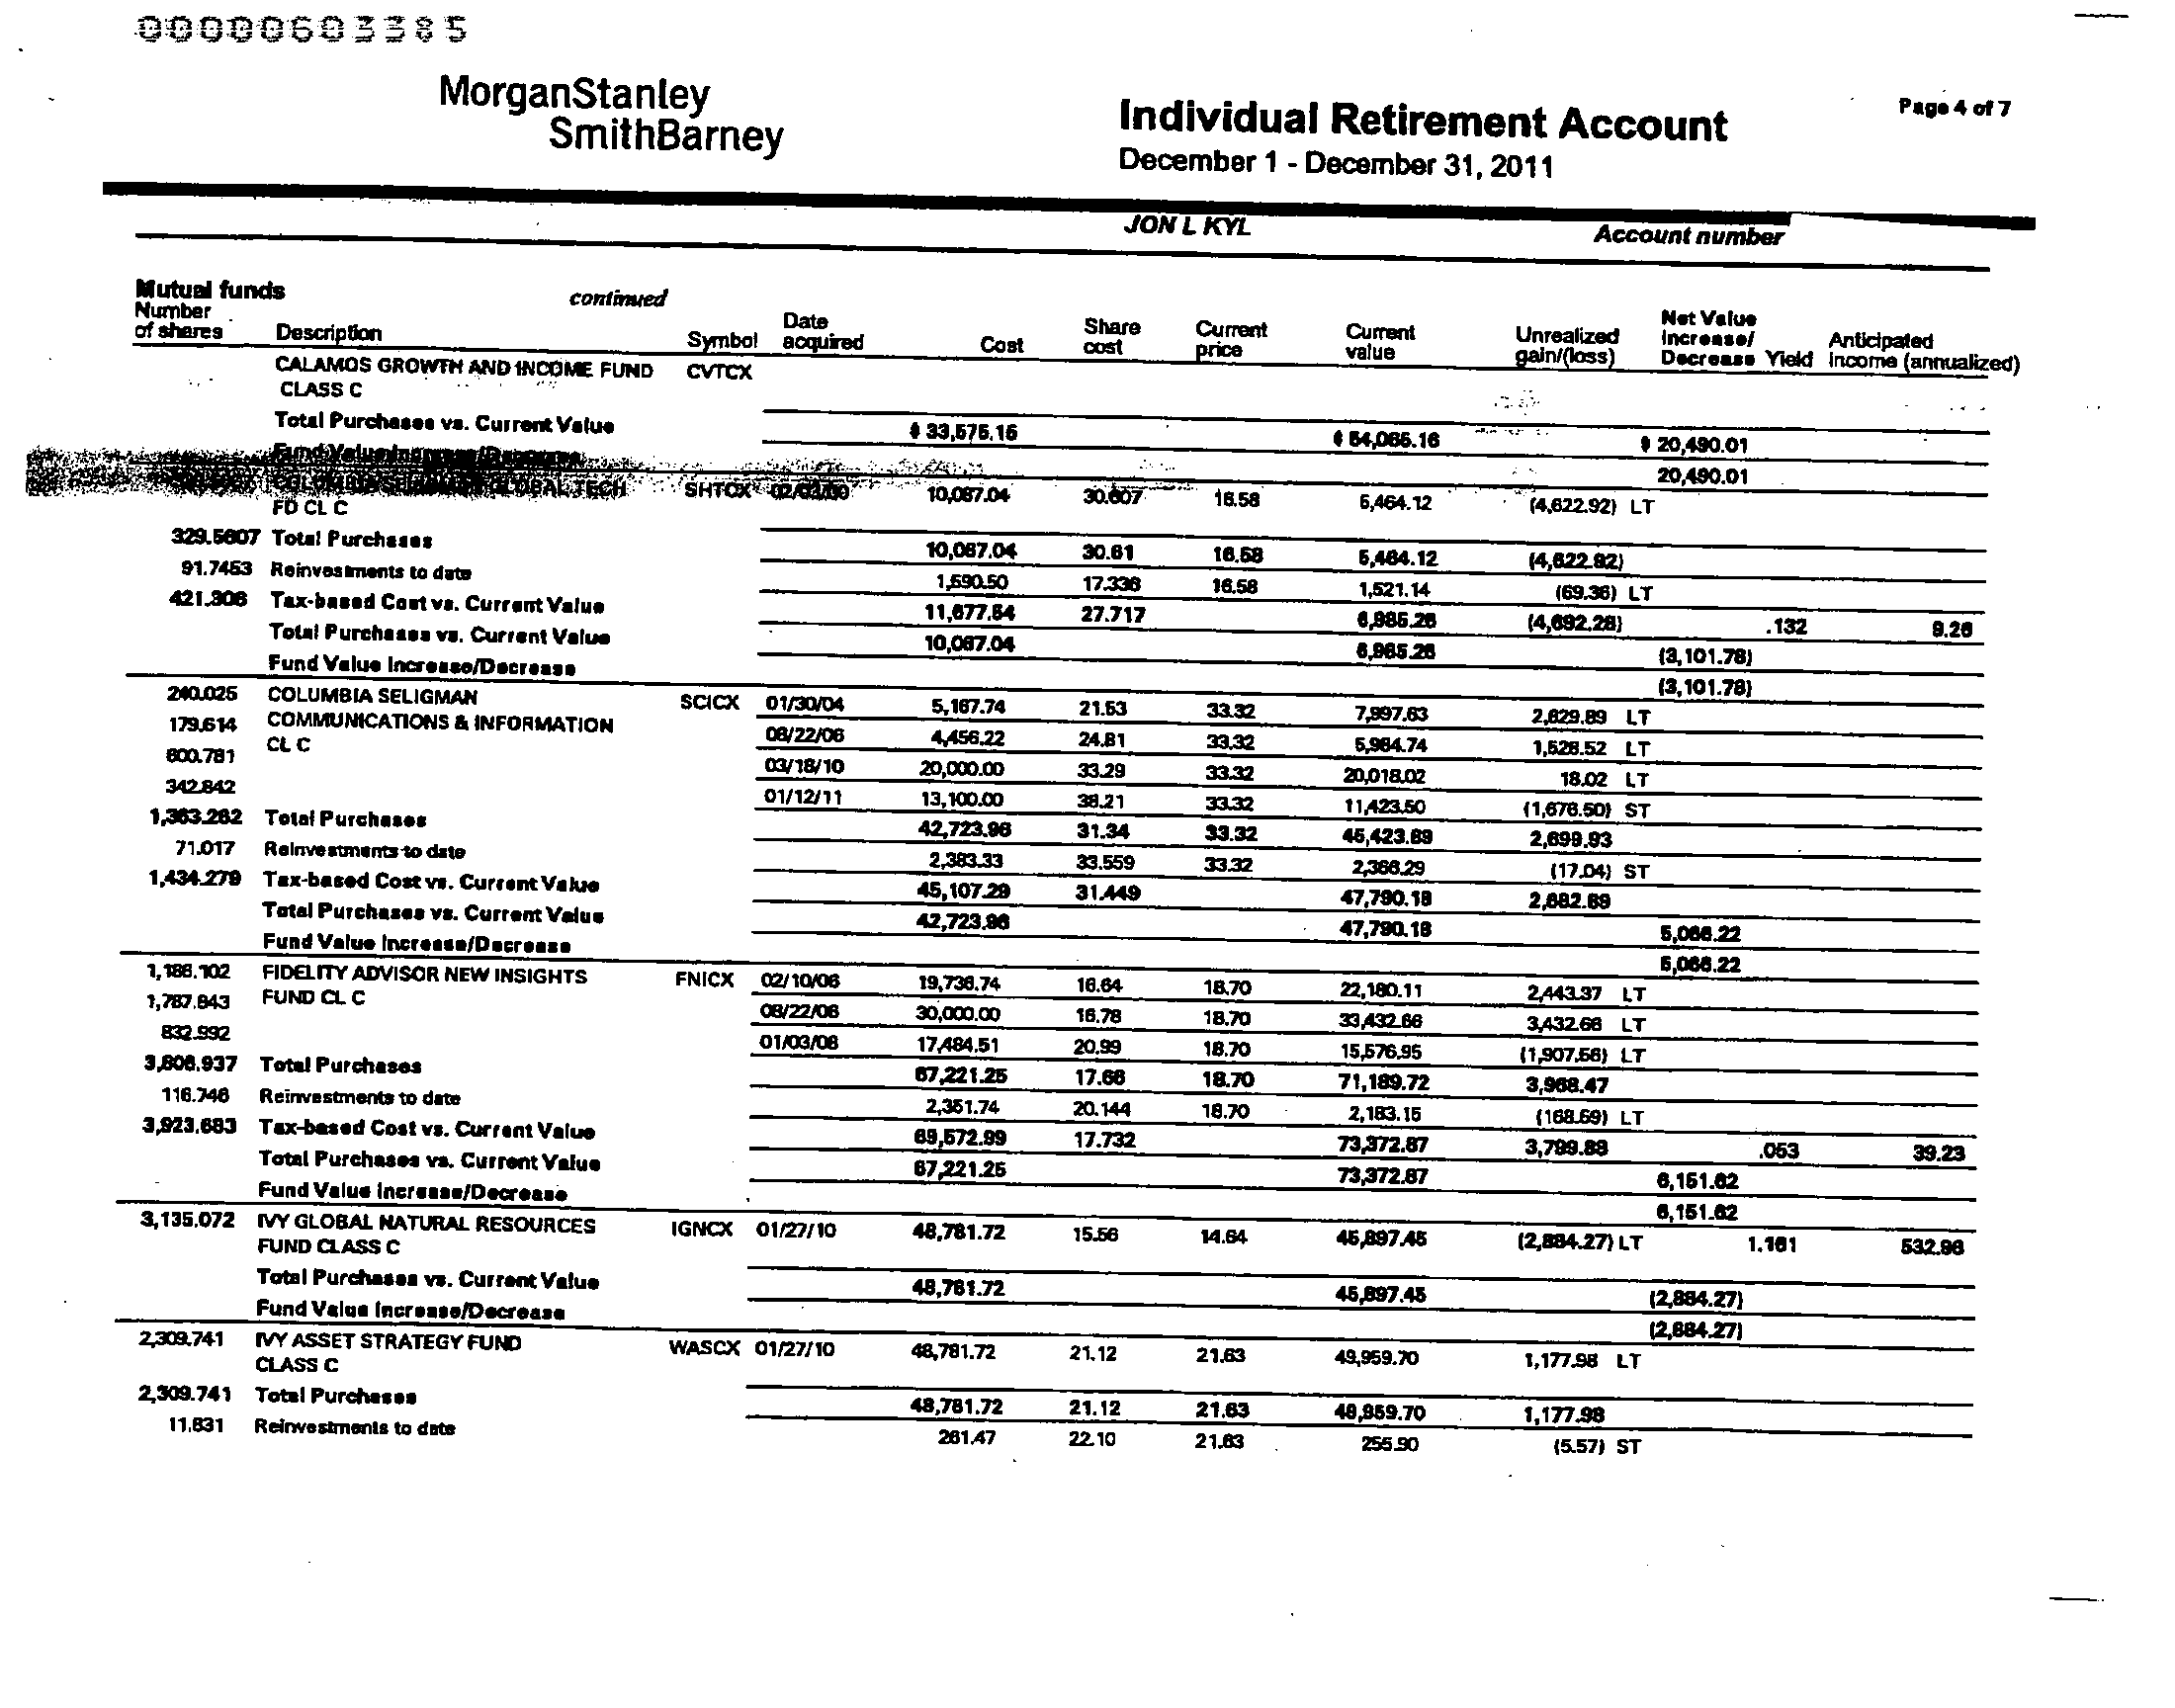 00000603385
MorganStanley
SmithBarney
Individual Retirement Account
Page 4 of 7
December 1 - December 31, 2011
JON L KYL Account number
Mutual funds continued
Number of shares Description Symbol Date acquired Cost Share cost Current price Current value Unrealized gain/(loss) Net Value Increase/Decrease Yield Anticipated income (annualized)
CALAMOS GROWTH AND INCOME FUND CVTCX
CLASS C
Total Purchases vs. Current Value $ 33,575.15 $ 54,065.16 $ 20,490.01
Fund Value Increase/Decrease 20,490.01
COLUMBIA SELIGMAN GLOBAL TECH SHTCX 10,087.04 30.607 16.58 5,464.12 (4,622.92) LT
FD CL C
329.5607 Total Purchases 10,087.04 30.61 16.58 5,464.12 (4,622.92)
91.7453 Reinvestments to date 1,590.50 17.336 16.58 1,521.14 (69.36) LT
421.306 Tax-based Cost vs. Current Value 11,677.54 27.717 6,985.26 (4,692.28) .132 9.26
Total Purchases vs. Current Value 10,087.04 6,985.26 (3,101.78)
Fund Value Increase/Decrease (3,101.78)
240.025 COLUMBIA SELIGMAN SCICX 01/30/04 5,167.74 21.53 33.32 7,997.63 2,829.89 LT
179.614 COMMUNICATIONS & INFORMATION 08/22/06 4,456.22 24.81 33.32 5,984.74 1,528.52 LT
600.781 CL C 03/18/10 20,000.00 33.29 33.32 20,018.02 18.02 LT
342.842 01/12/11 13,100.00 38.21 33.32 11,423.50 (1,676.50) ST
1,363.262 Total Purchases 42,723.96 31.34 33.32 45,423.89 2,699.93
71.017 Reinvestments to date 2,383.33 33.559 33.32 2,366.29 (17.04) ST
1,434.279 Tax-based Cost vs. Current Value 45,107.29 31.449 47,790.18 2,682.89
Total Purchases vs. Current Value 42,723.96 47,790.18 5,066.22
Fund Value Increase/Decrease 5,066.22
1,186.102 FIDELITY ADVISOR NEW INSIGHTS FNICX 02/10/06 19,736.74 16.64 18.70 22,180.11 2,443.37 LT
1,787.843 FUND CL C 08/22/06 30,000.00 16.78 18.70 33,432.66 3,432.66 LT
832.992 01/03/08 17,484.51 20.99 18.70 15,576.95 (1,907.56) LT
3,806.937 Total Purchases 67,221.25 17.66 18.70 71,189.72 3,968.47
116.746 Reinvestments to date 2,351.74 20.144 18.70 2,183.15 (168.59) LT
3,923.683 Tax-based Cost vs. Current Value 69,572.99 17.732 73,372.87 3,799.88 .053 39.23
Total Purchases vs. Current Value 67,221.25 73,372.87 6,151.62
Fund Value Increase/Decrease 6,151.62
3,135.072 IVY GLOBAL NATURAL RESOURCES IGNCX 01/27/10 48,781.72 15.56 14.64 45,897.45 (2,884.27) LT 1.161 532.96
FUND CLASS C
Total Purchases vs. Current Value 48,781.72 45,897.45 (2,884.27)
Fund Value Increase/Decrease (2,884.27)
2,309.741 IVY ASSET STRATEGY FUND WASCX 01/27/10 48,781.72 21.12 21.63 49,959.70 1,177.98 LT
CLASS C
2,309.741 Total Purchases 48,781.72 21.12 21.63 49,959.70 1,177.98
11.831 Reinvestments to date 261.47 22.10 21.63 255.90 (5.57) ST